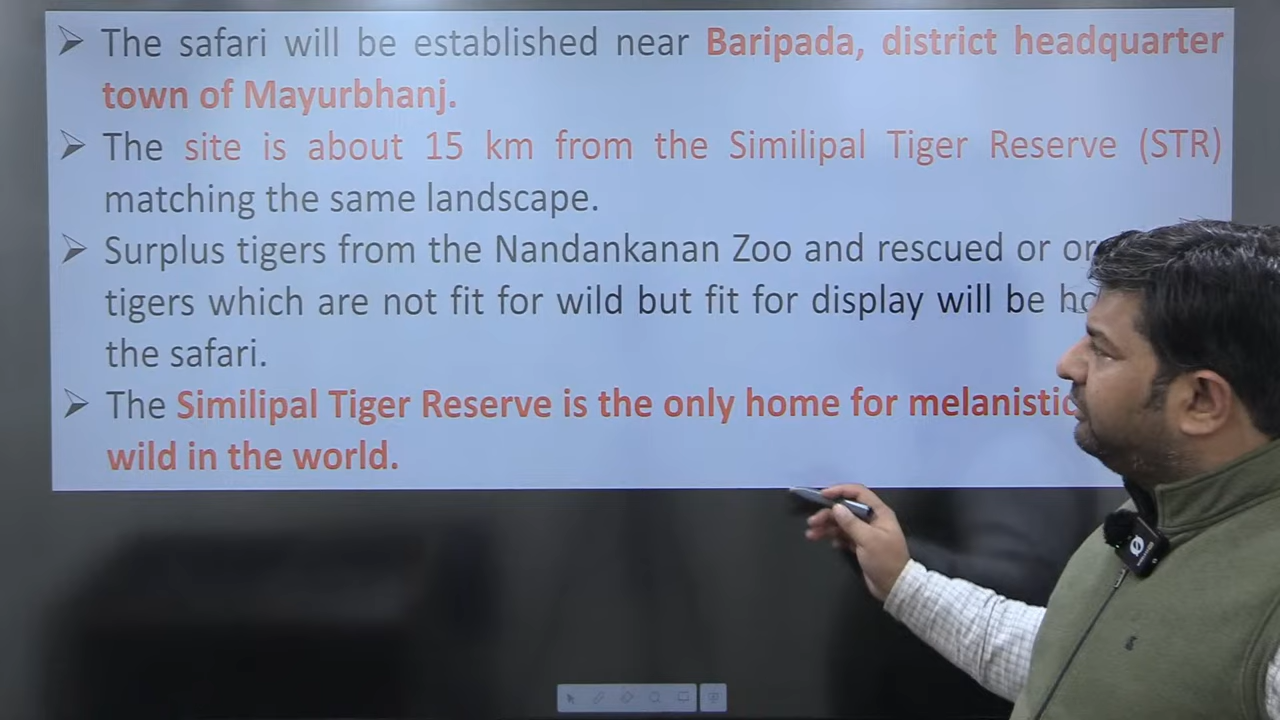 The safari will be established near Baripada, district headquarter
town of Mayurbhanj.
The site is about 15 km from the Similipal Tiger Reserve (STR)
matching the same landscape.
Surplus tigers from the Nandankanan Zoo and rescued or
tigers which are not fit for wild but fit for display will be
the safari.
The Similipal Tiger Reserve is the only home for melanistic
wild in the world.